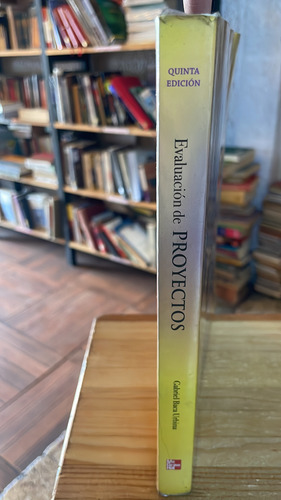 QUINTA
EDICIÓN
Evaluación de PROYECTOS
Gabriel Baca Urbina